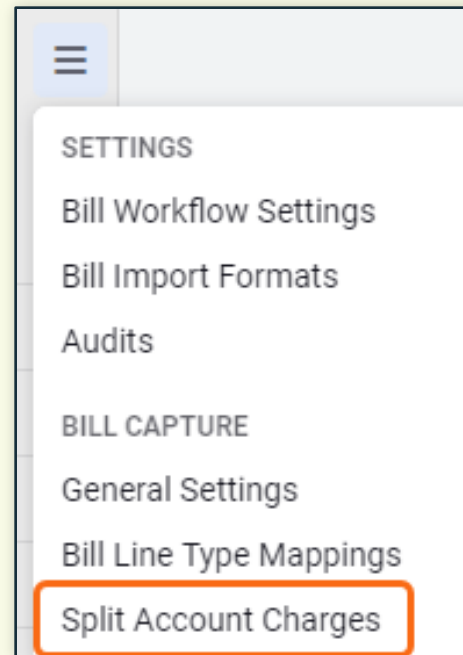 SETTINGS
Bill Workflow Settings
Bill Import Formats
Audits
BILL CAPTURE
General Settings
Bill Line Type Mappings
Split Account Charges